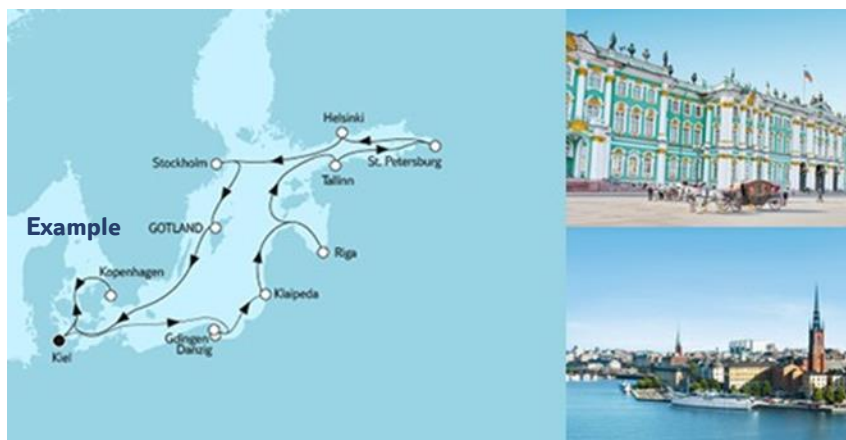 Helsinki
Stockholm
St. Petersburg
Tallinn
Example
GOTLAND
Riga
Kopenhagen
Klaipeda
Gdingen
Danzig
Kiel